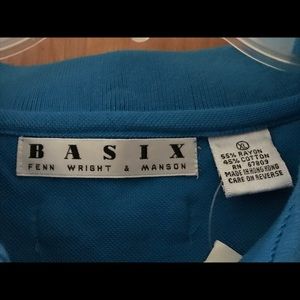 BASIX
FENN WRIGHT & MANSON
XL
55% RAYON
45% COTTON
RN 67809
MADE IN HONG KONG
CARE ON REVERSE